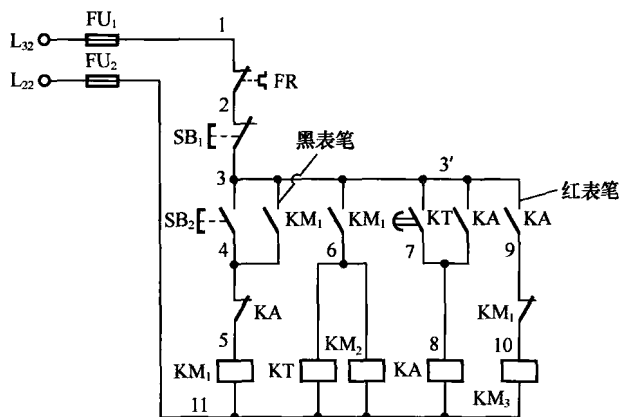 FU₁
1
L₃₂
FU₂
L₂₂
FR
2
SB₁
黑表笔
3
3'
红表笔
SB₂
KM₁
KM₁
KT
KA
KA
4
6
7
9
KA
KM₁
5
KM₂
8
10
KM₁
KT
KA
KM₃
11